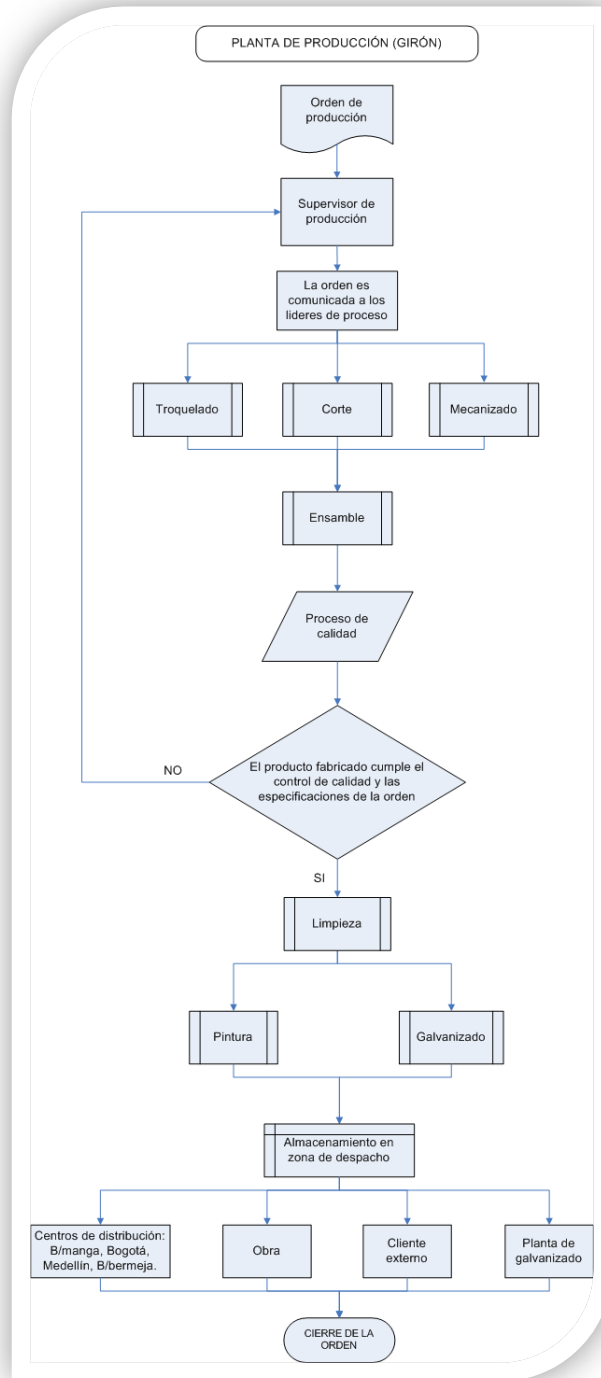 PLANTA DE PRODUCCIÓN (GIRÓN)
Orden de
producción
Supervisor de
producción
La orden es
comunicada a los
lideres de proceso
Troquelado
Corte
Mecanizado
Ensamble
Proceso de
calidad
NO
El producto fabricado cumple el
control de calidad y las
especificaciones de la orden
SI
Limpieza
Pintura
Galvanizado
Almacenamiento en
zona de despacho
Centros de distribución:
B/manga, Bogotá,
Medellín, B/bermeja.
Obra
Cliente
externo
Planta de
galvanizado
CIERRE DE LA
ORDEN